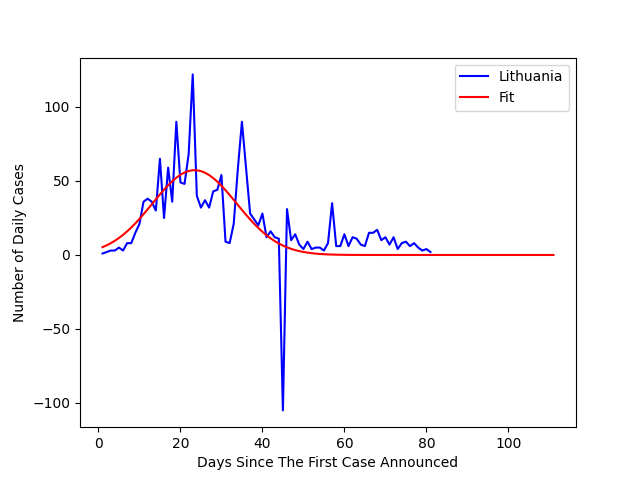 Lithuania
Fit
Number of Daily Cases
100
50
0
−50
−100
0 20 40 60 80 100
Days Since The First Case Announced